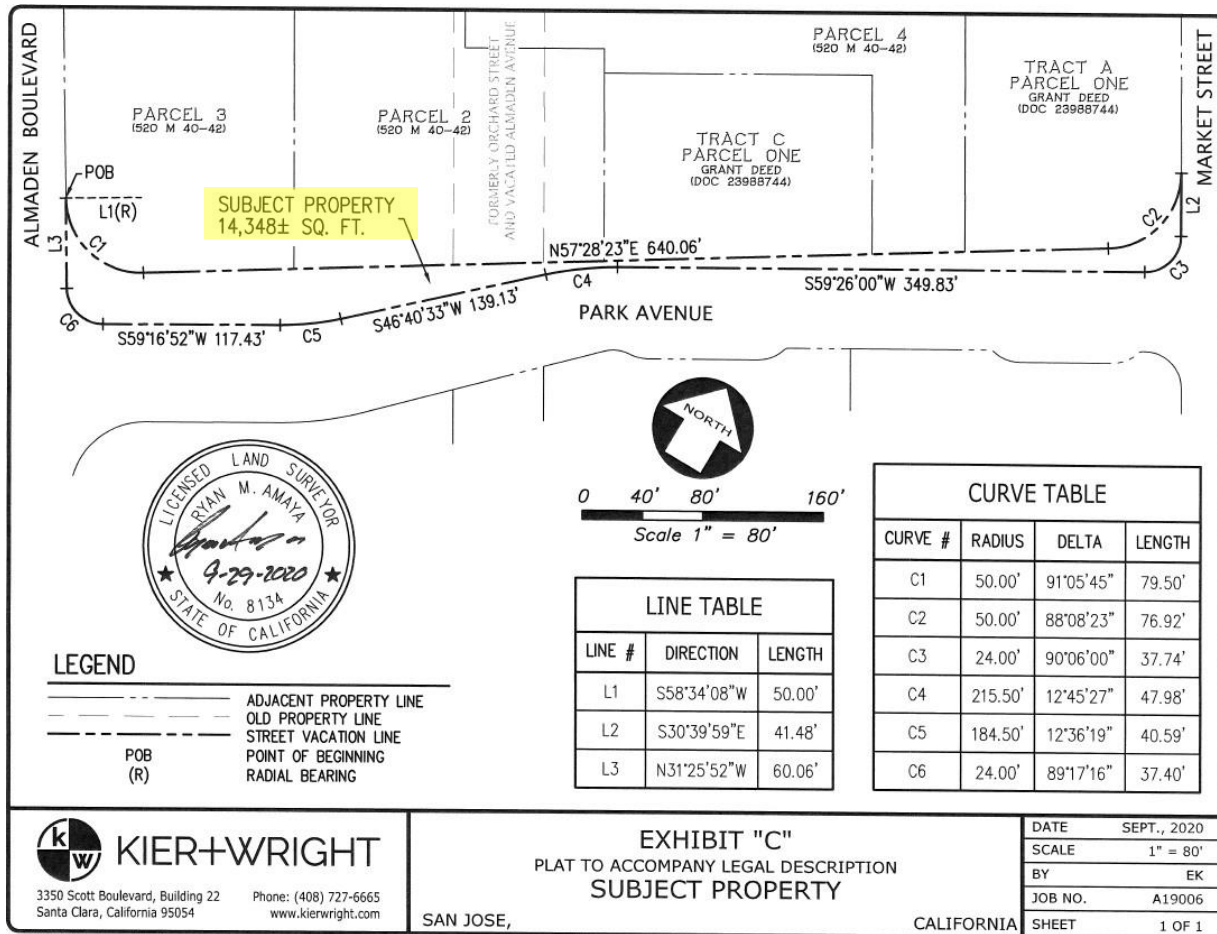 ALMADEN BOULEVARD
PARCEL 3
(520 M 40-42)
PARCEL 2
(520 M 40-42)
FORMERLY ORCHARD STREET
AND VACATED ALMADEN AVENUE
PARCEL 4
(520 M 40-42)
TRACT A
PARCEL ONE
GRANT DEED
(DOC 23988744)
MARKET STREET
TRACT C
PARCEL ONE
GRANT DEED
(DOC 23988744)
POB
L1(R)
SUBJECT PROPERTY
14,348± SQ. FT.
L3
C1
C2
L2
N57°28'23"E 640.06'
C3
C4
S59°26'00"W 349.83'
C6
S59°16'52"W 117.43'
C5
S46°40'33"W 139.13'
PARK AVENUE
NORTH
0 40' 80' 160'
Scale 1" = 80'
LICENSED LAND SURVEYOR
RYAN M. AMAYA
9-29-2020
No. 8134
STATE OF CALIFORNIA
LEGEND
ADJACENT PROPERTY LINE
OLD PROPERTY LINE
STREET VACATION LINE
POB POINT OF BEGINNING
(R) RADIAL BEARING
LINE TABLE
LINE # DIRECTION LENGTH
L1 S58°34'08"W 50.00'
L2 S30°39'59"E 41.48'
L3 N31°25'52"W 60.06'
CURVE TABLE
CURVE # RADIUS DELTA LENGTH
C1 50.00' 91°05'45" 79.50'
C2 50.00' 88°08'23" 76.92'
C3 24.00' 90°06'00" 37.74'
C4 215.50' 12°45'27" 47.98'
C5 184.50' 12°36'19" 40.59'
C6 24.00' 89°17'16" 37.40'
kw
KIER+WRIGHT
3350 Scott Boulevard, Building 22 Phone: (408) 727-6665
Santa Clara, California 95054 www.kierwright.com
EXHIBIT "C"
PLAT TO ACCOMPANY LEGAL DESCRIPTION
SUBJECT PROPERTY
SAN JOSE, CALIFORNIA
DATE SEPT., 2020
SCALE 1" = 80'
BY EK
JOB NO. A19006
SHEET 1 OF 1